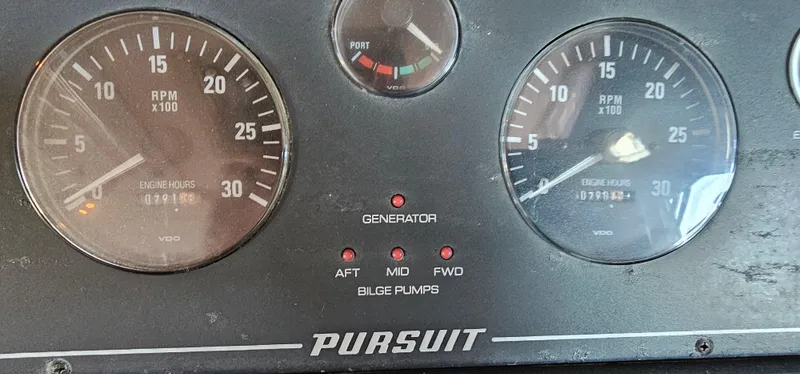 PORT
VDO
15
10
20
5
25
0
30
RPM
x100
ENGINE HOURS
VDO
15
10
20
5
25
0
30
RPM
x100
ENGINE HOURS
VDO
GENERATOR
AFT MID FWD
BILGE PUMPS
PURSUIT